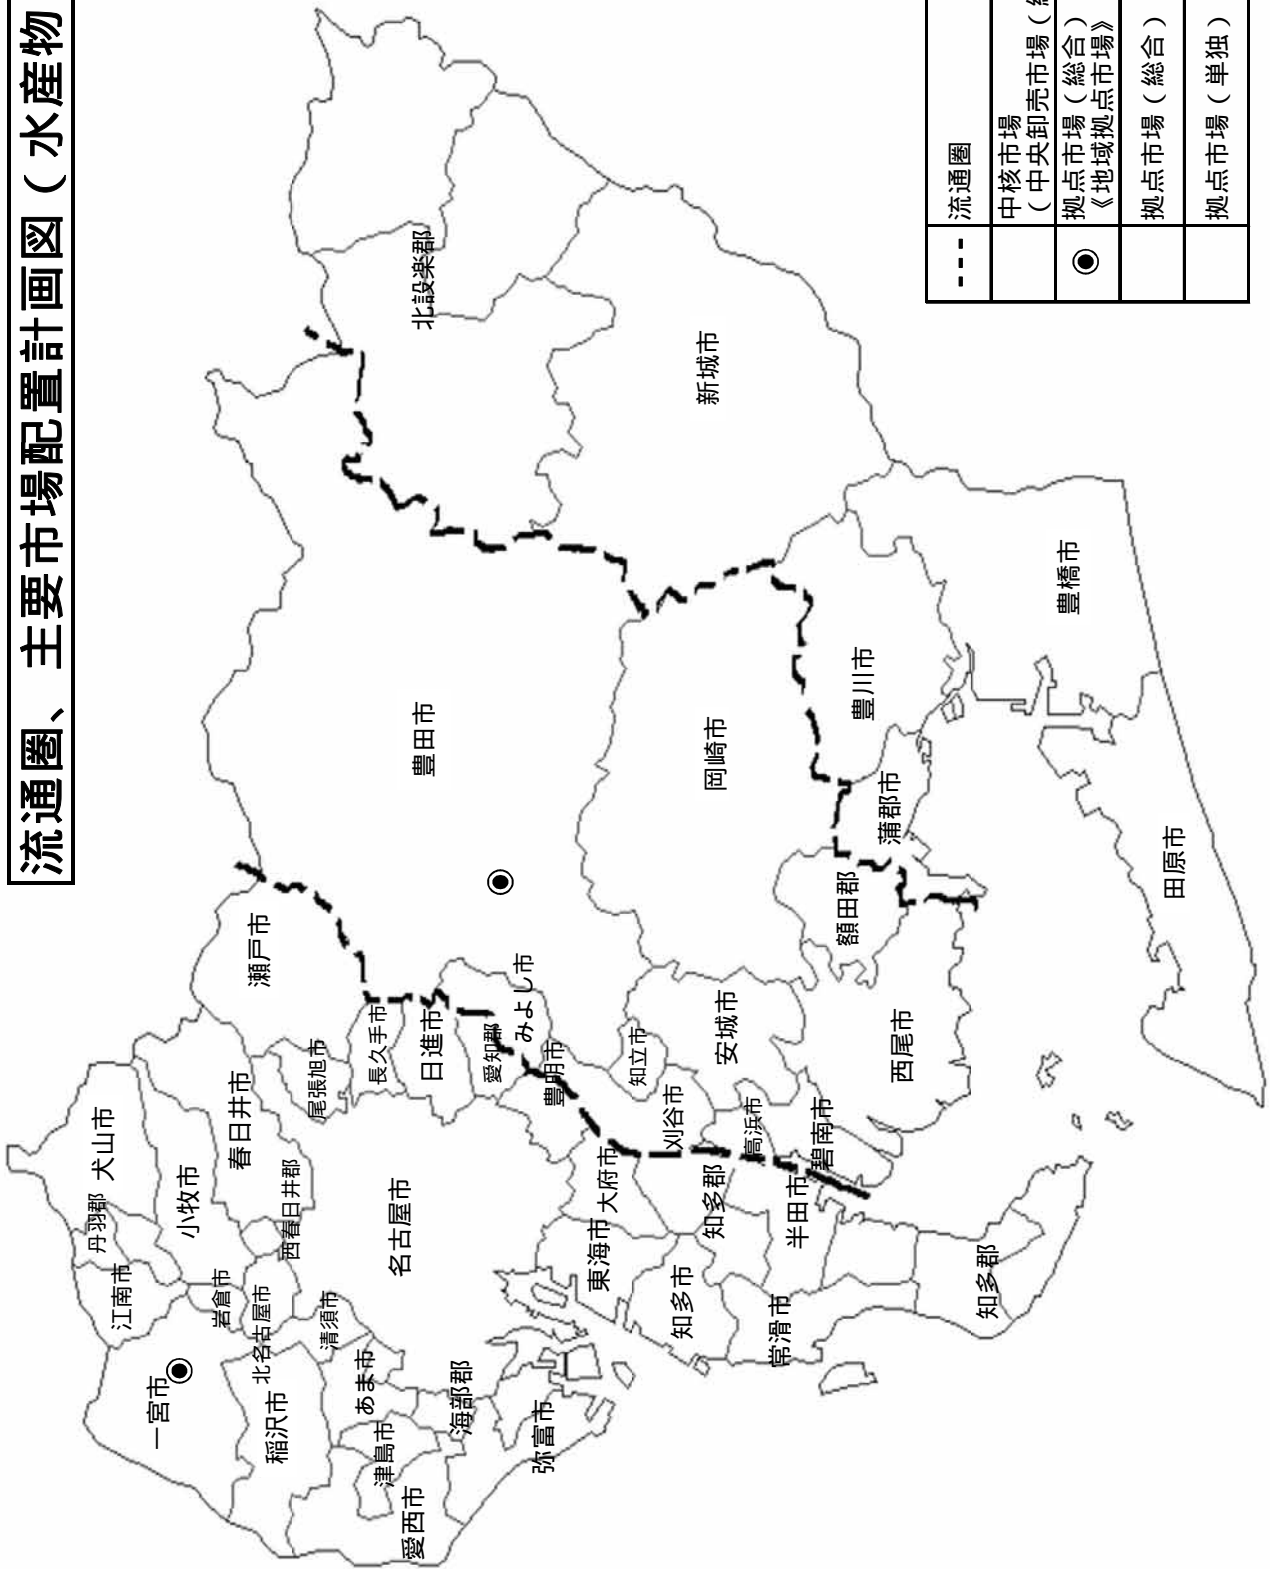 流通圏、主要市場配置計画図（水産物
流通圏
中核市場
（中央卸売市場（
拠点市場（総合）
《地域拠点市場》
拠点市場（総合）
拠点市場（単独）
北設楽郡
新城市
豊田市
岡崎市
豊川市
豊橋市
蒲郡市
額田郡
田原市
瀬戸市
みよし市
長久手市
日進市
愛知郡
豊明市
尾張旭市
知立市
安城市
西尾市
刈谷市
高浜市
碧南市
犬山市
春日井市
小牧市
丹羽郡
西春日井郡
名古屋市
大府市
知多郡
半田市
東海市
江南市
岩倉市
北名古屋市
清須市
知多市
常滑市
知多郡
一宮市
稲沢市
あま市
海部郡
津島市
弥富市
愛西市